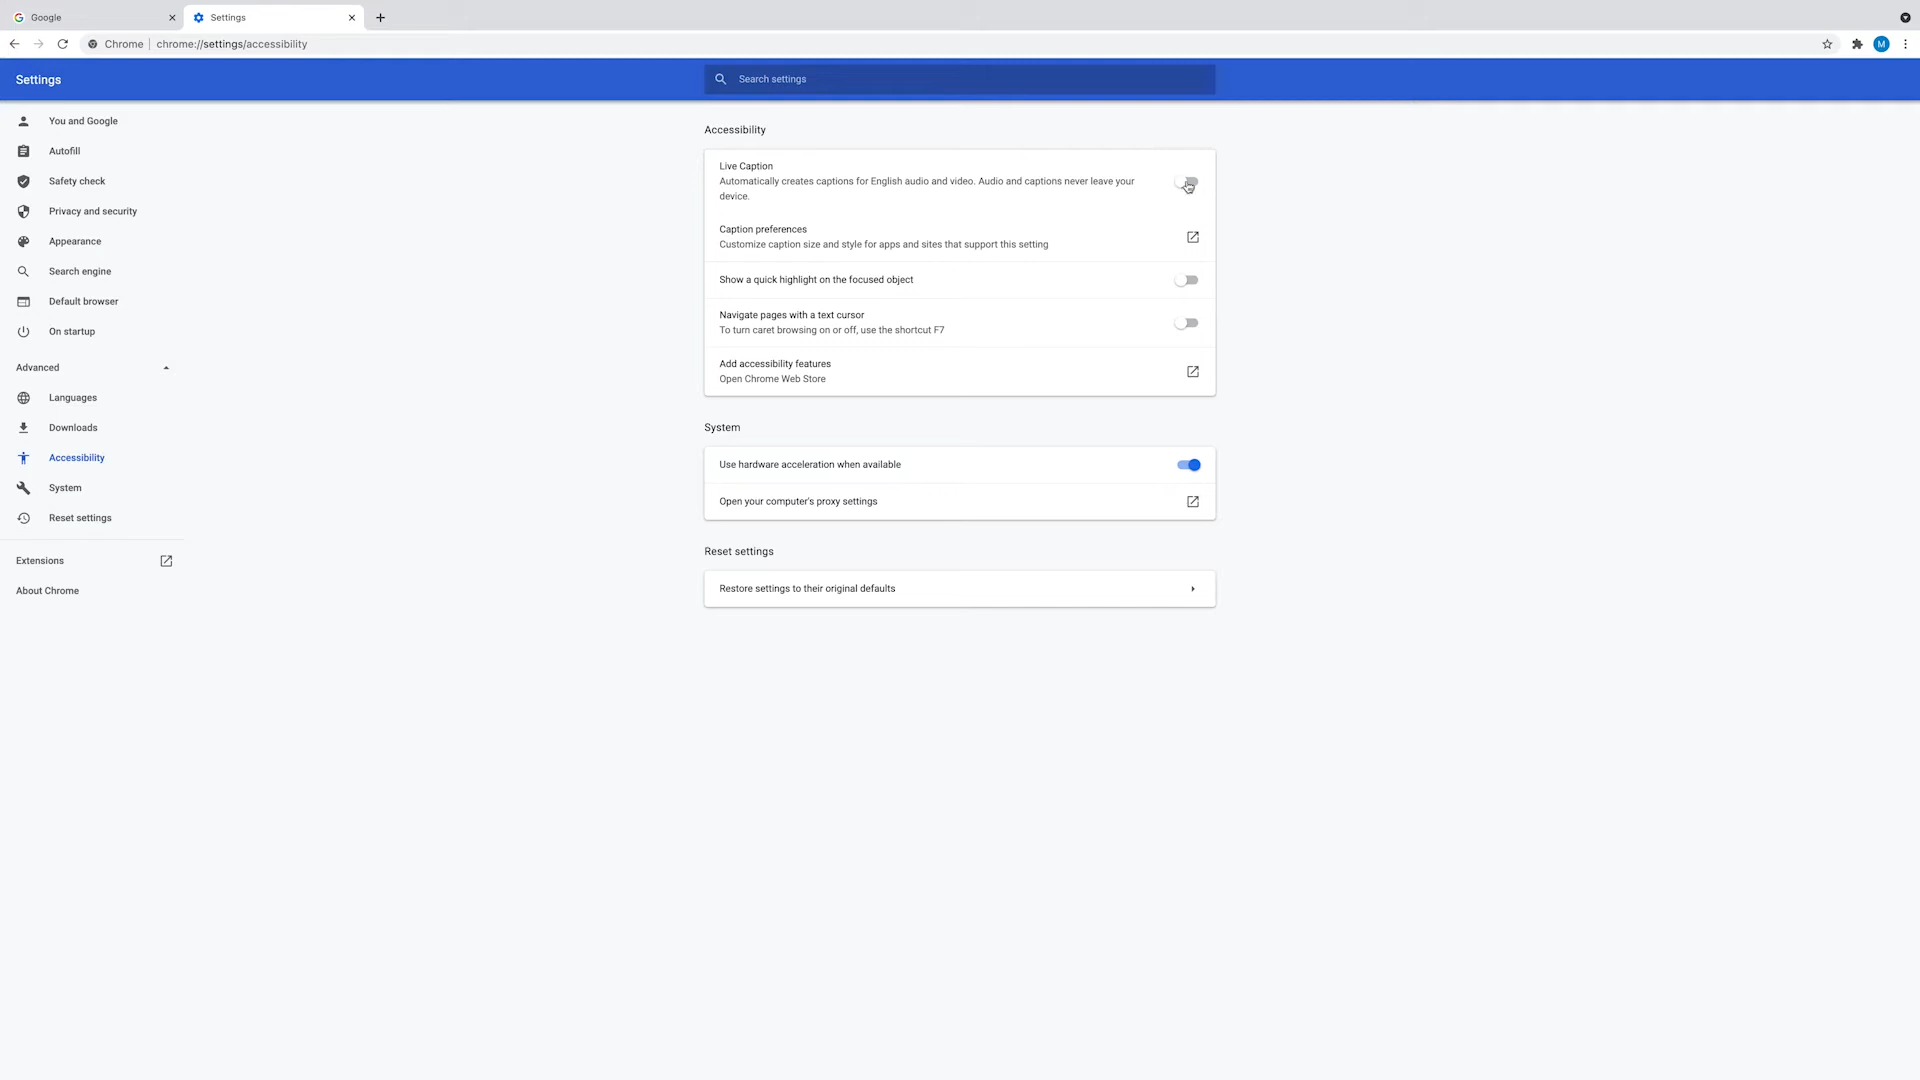 Google
Settings
Chrome
chrome://settings/accessibility
Settings
Search settings
You and Google
Autofill
Safety check
Privacy and security
Appearance
Search engine
Default browser
On startup
Advanced
Languages
Downloads
Accessibility
System
Reset settings
Extensions
About Chrome
Accessibility
Live Caption
Automatically creates captions for English audio and video. Audio and captions never leave your
device.
Caption preferences
Customize caption size and style for apps and sites that support this setting
Show a quick highlight on the focused object
Navigate pages with a text cursor
To turn caret browsing on or off, use the shortcut F7
Add accessibility features
Open Chrome Web Store
System
Use hardware acceleration when available
Open your computer's proxy settings
Reset settings
Restore settings to their original defaults
M